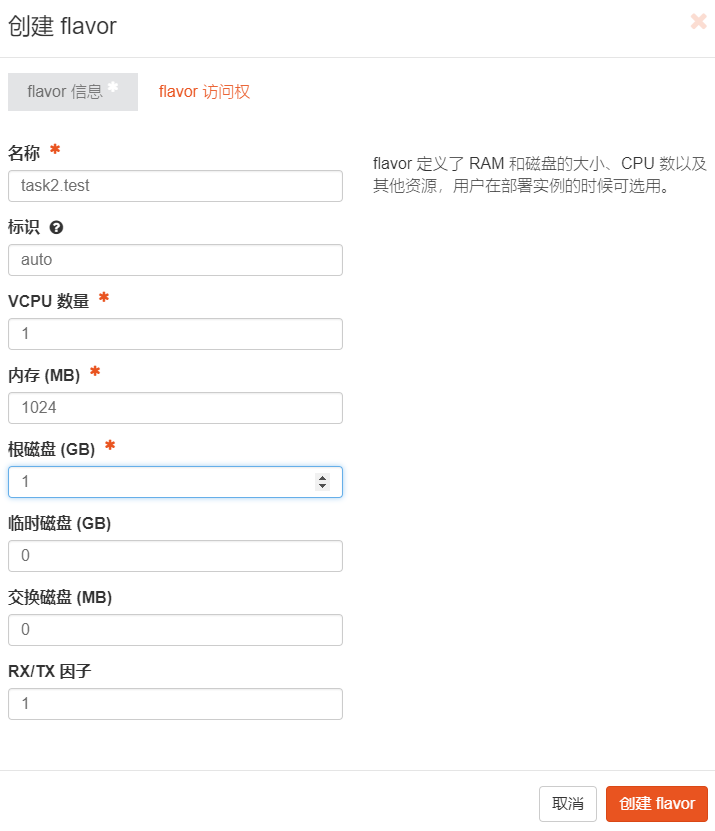 创建 flavor
flavor 信息 * flavor 访问权
名称 *
task2.test
flavor 定义了 RAM 和磁盘的大小、CPU 数以及
其他资源，用户在部署实例的时候可选用。
标识 ?
auto
VCPU 数量 *
1
内存 (MB) *
1024
根磁盘 (GB) *
1
临时磁盘 (GB)
0
交换磁盘 (MB)
0
RX/TX 因子
1
取消 创建 flavor